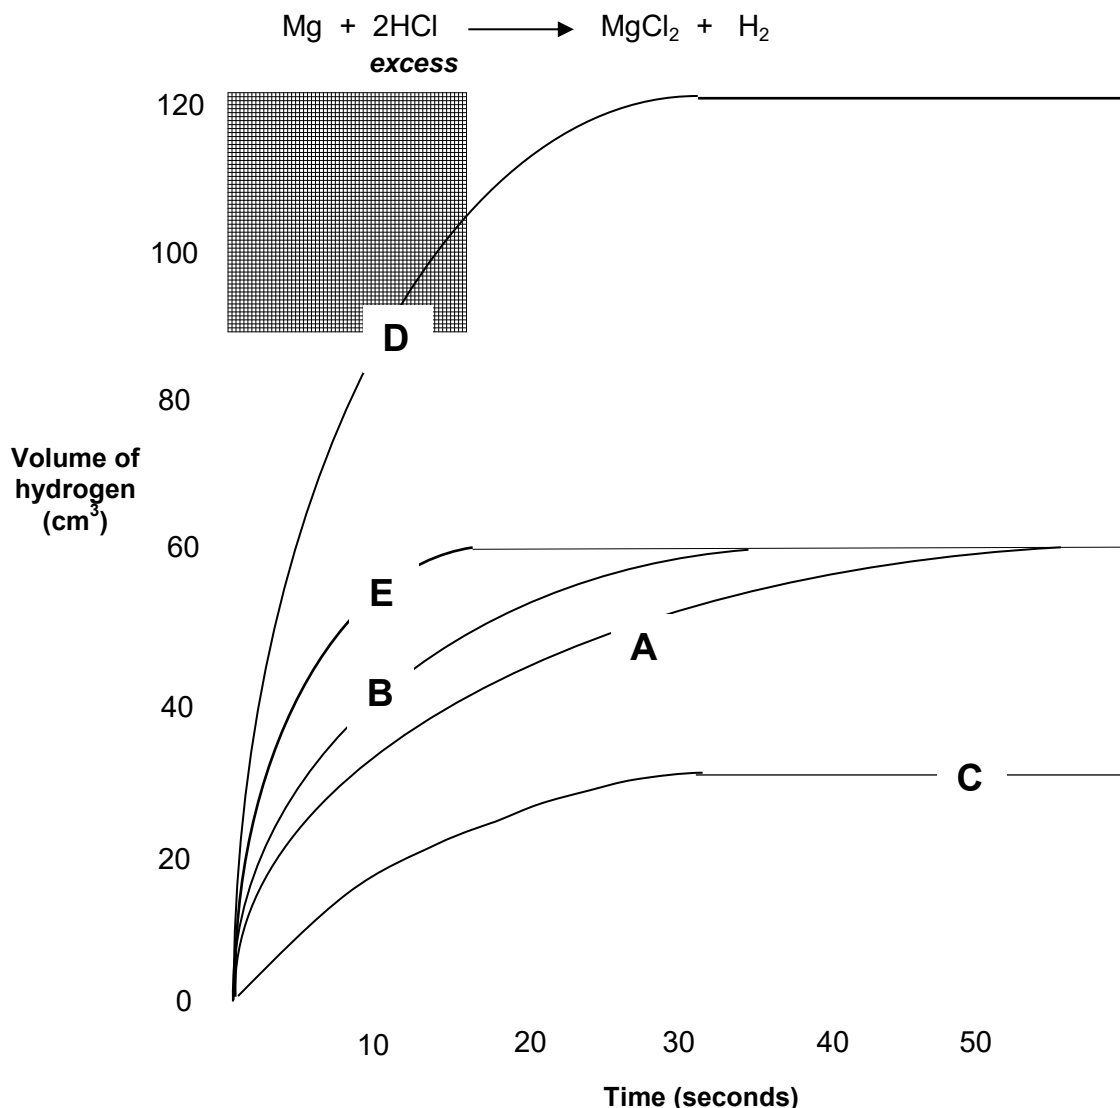 Mg + 2HCl ⟶ MgCl₂ + H₂
excess
120
100
D
80
Volume of
hydrogen
(cm³)
60
E
A
B
40
C
20
0
10 20 30 40 50
Time (seconds)